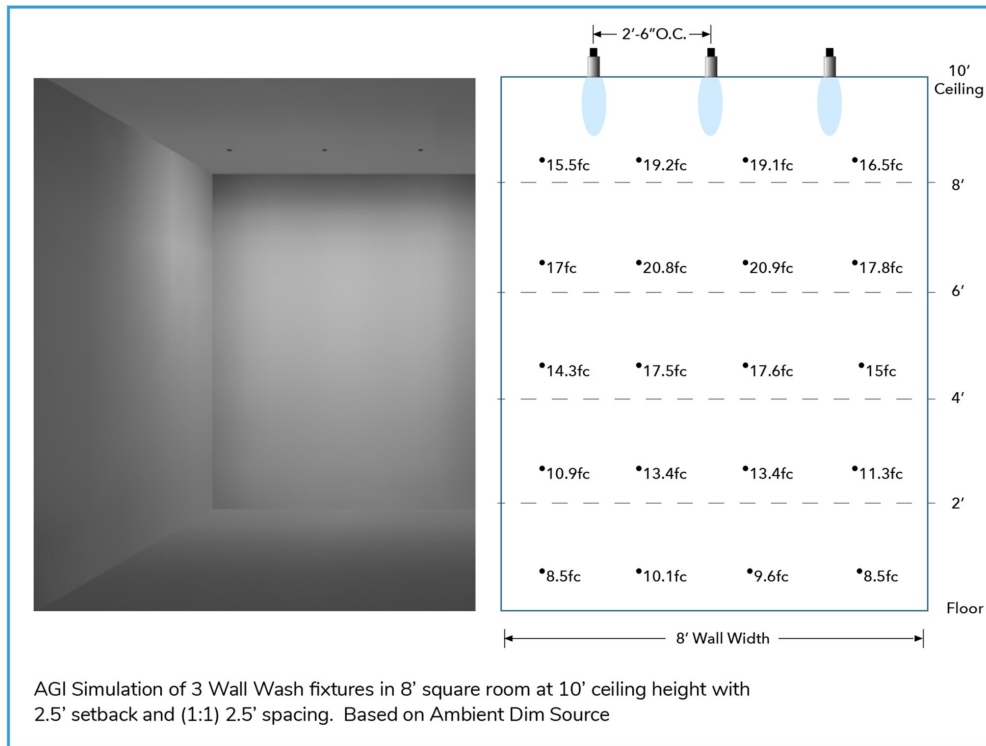 2'-6"O.C.
10'
Ceiling
15.5fc 19.2fc 19.1fc 16.5fc
8'
17fc 20.8fc 20.9fc 17.8fc
6'
14.3fc 17.5fc 17.6fc 15fc
4'
10.9fc 13.4fc 13.4fc 11.3fc
2'
8.5fc 10.1fc 9.6fc 8.5fc
Floor
8' Wall Width
AGI Simulation of 3 Wall Wash fixtures in 8' square room at 10' ceiling height with
2.5' setback and (1:1) 2.5' spacing. Based on Ambient Dim Source